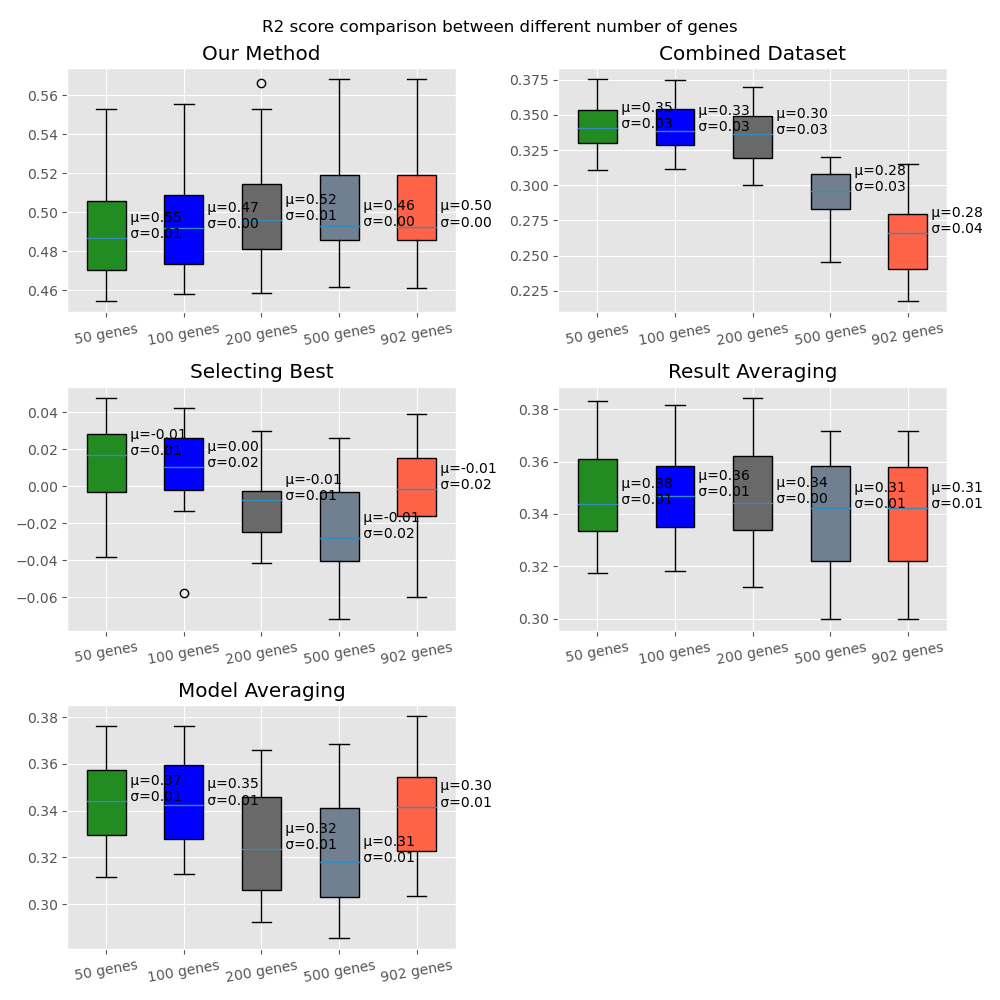 R2 score comparison between different number of genes
Our Method
0.56
0.54
0.52
0.50
0.48
0.46
μ=0.55
σ=0.01
μ=0.47
σ=0.00
μ=0.52
σ=0.01
μ=0.46
σ=0.00
μ=0.50
σ=0.00
50 genes
100 genes
200 genes
500 genes
902 genes
Combined Dataset
0.375
0.350
0.325
0.300
0.275
0.250
0.225
μ=0.35
σ=0.03
μ=0.33
σ=0.03
μ=0.30
σ=0.03
μ=0.28
σ=0.03
μ=0.28
σ=0.04
50 genes
100 genes
200 genes
500 genes
902 genes
Selecting Best
0.04
0.02
0.00
−0.02
−0.04
−0.06
μ=-0.01
σ=0.01
μ=0.00
σ=0.02
μ=-0.01
σ=0.01
μ=-0.01
σ=0.02
μ=-0.01
σ=0.02
50 genes
100 genes
200 genes
500 genes
902 genes
Result Averaging
0.38
0.36
0.34
0.32
0.30
μ=0.38
σ=0.01
μ=0.36
σ=0.01
μ=0.34
σ=0.00
μ=0.31
σ=0.01
μ=0.31
σ=0.01
50 genes
100 genes
200 genes
500 genes
902 genes
Model Averaging
0.38
0.36
0.34
0.32
0.30
μ=0.37
σ=0.01
μ=0.35
σ=0.01
μ=0.32
σ=0.01
μ=0.31
σ=0.01
μ=0.30
σ=0.01
50 genes
100 genes
200 genes
500 genes
902 genes